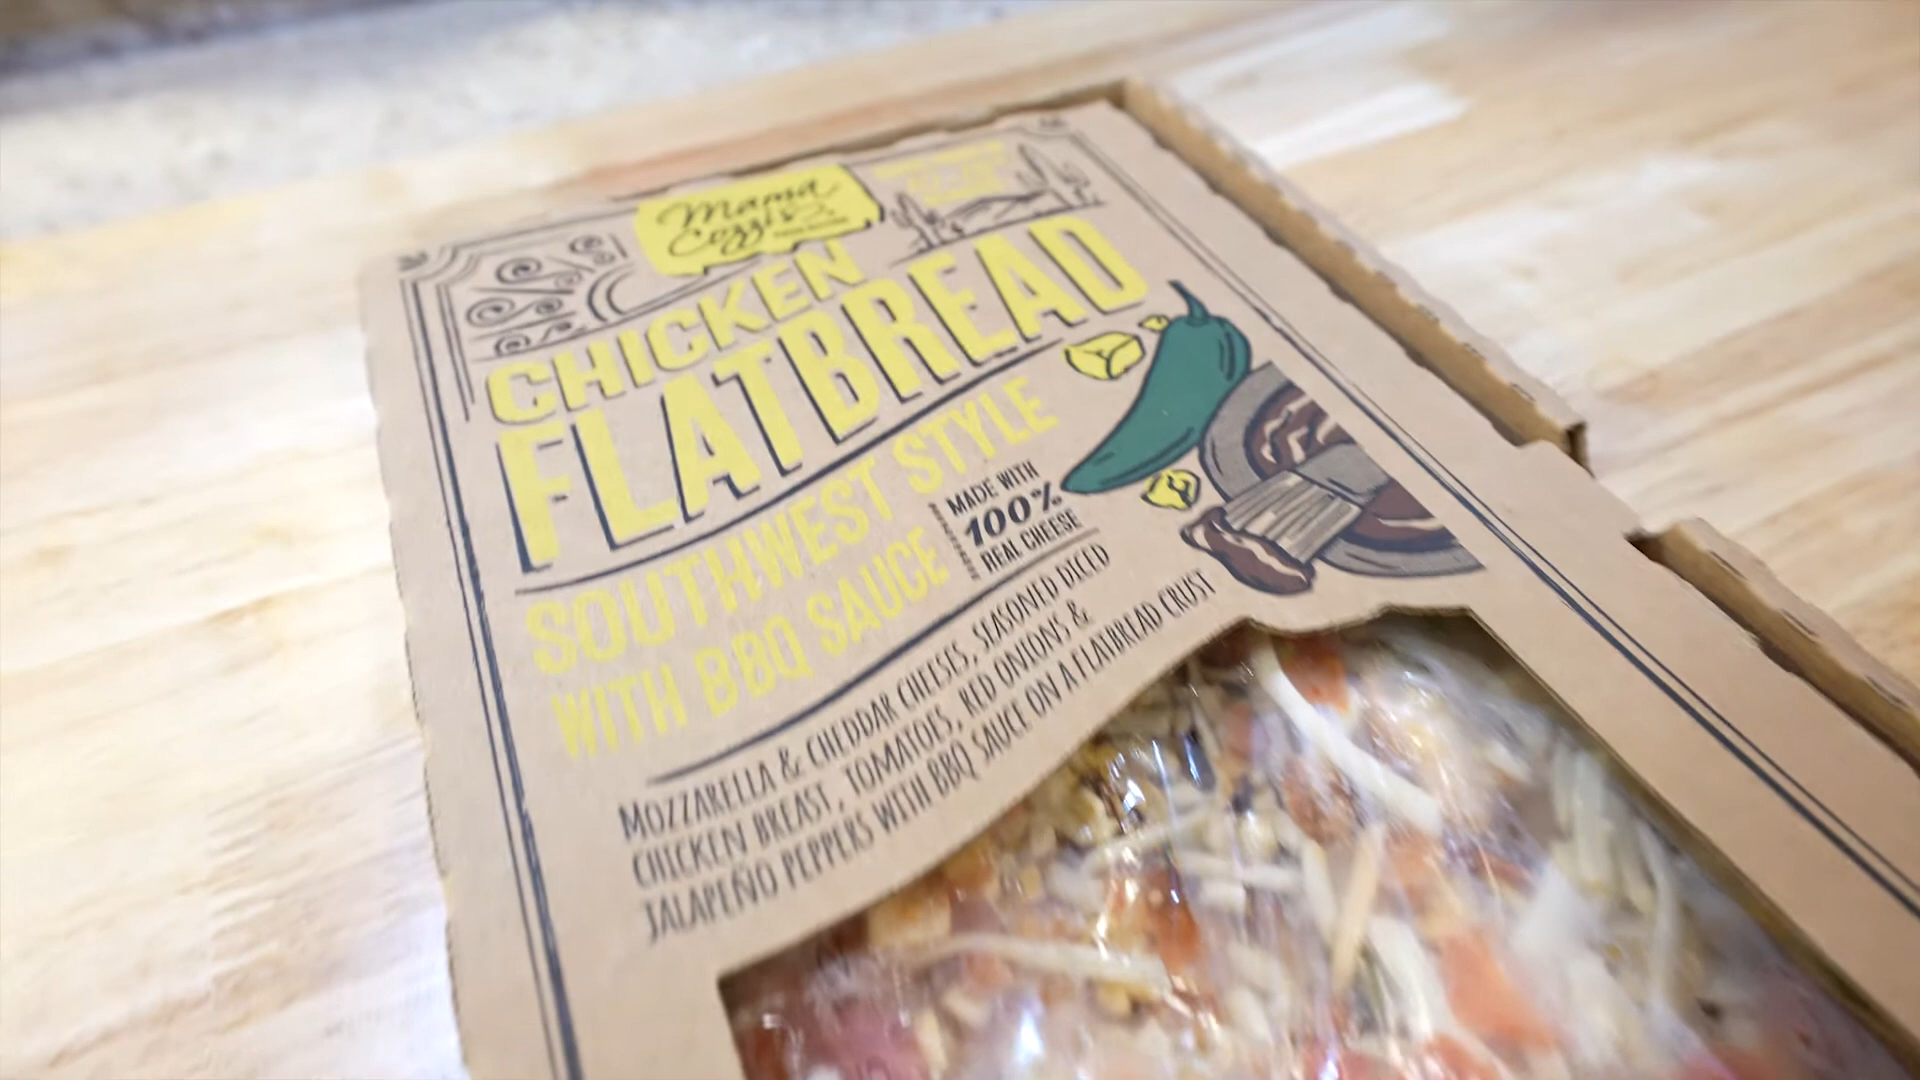 Mama
Cozzi's
CHICKEN
FLATBREAD
SOUTHWEST STYLE
WITH BBQ SAUCE
MADE WITH
100%
REAL CHEESE
MOZZARELLA & CHEDDAR CHEESES, SEASONED DICED
CHICKEN BREAST, TOMATOES, RED ONIONS &
JALAPEÑO PEPPERS WITH BBQ SAUCE ON A FLATBREAD CRUST